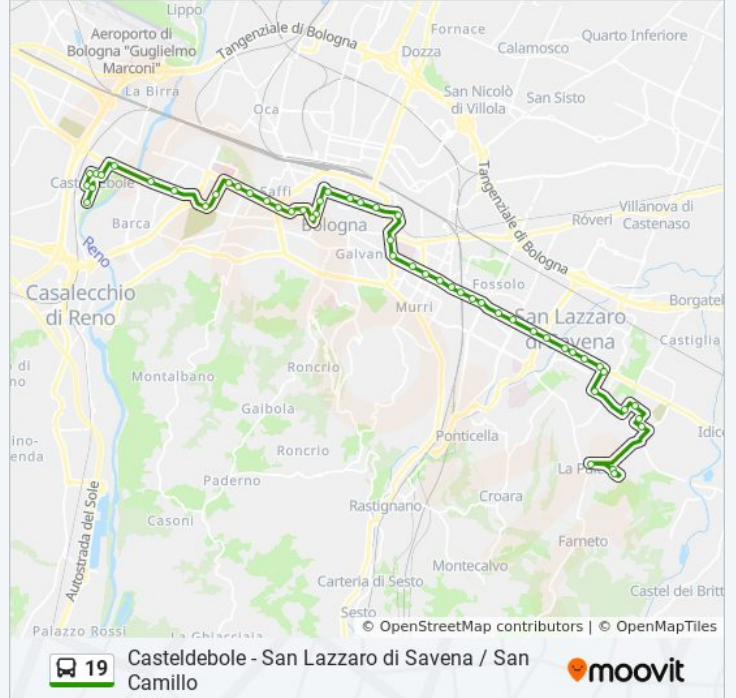 Lippo
Aeroporto di
Bologna "Guglielmo
Marconi"
Tangenziale di Bologna
Fornace
Quarto Inferiore
Dozza
Calamosco
La Birra
San Nicolò
di Villola
San Sisto
Oca
Tangenziale di Bologna
Saffi
Barca
Bologna
Villanova di
Castenaso
Roveri
Reno
Galvan
Fossolo
Casalecchio
di Reno
Murri
Borgatel
San Lazzaro
di Savena
Castiglia
Roncrio
Montalbano
Gaibola
Ponticella
Idice
Roncrio
Paderno
Croara
Rastignano
Casoni
Autostrada del Sole
Farneto
Montecalvo
Carteria di Sesto
Castel dei Britt
Sesto
Palazzo Rossi
La Ghiacciaia
© OpenStreetMap contributors | © OpenMapTiles
19
Casteldebole - San Lazzaro di Savena / San
Camillo
moovit